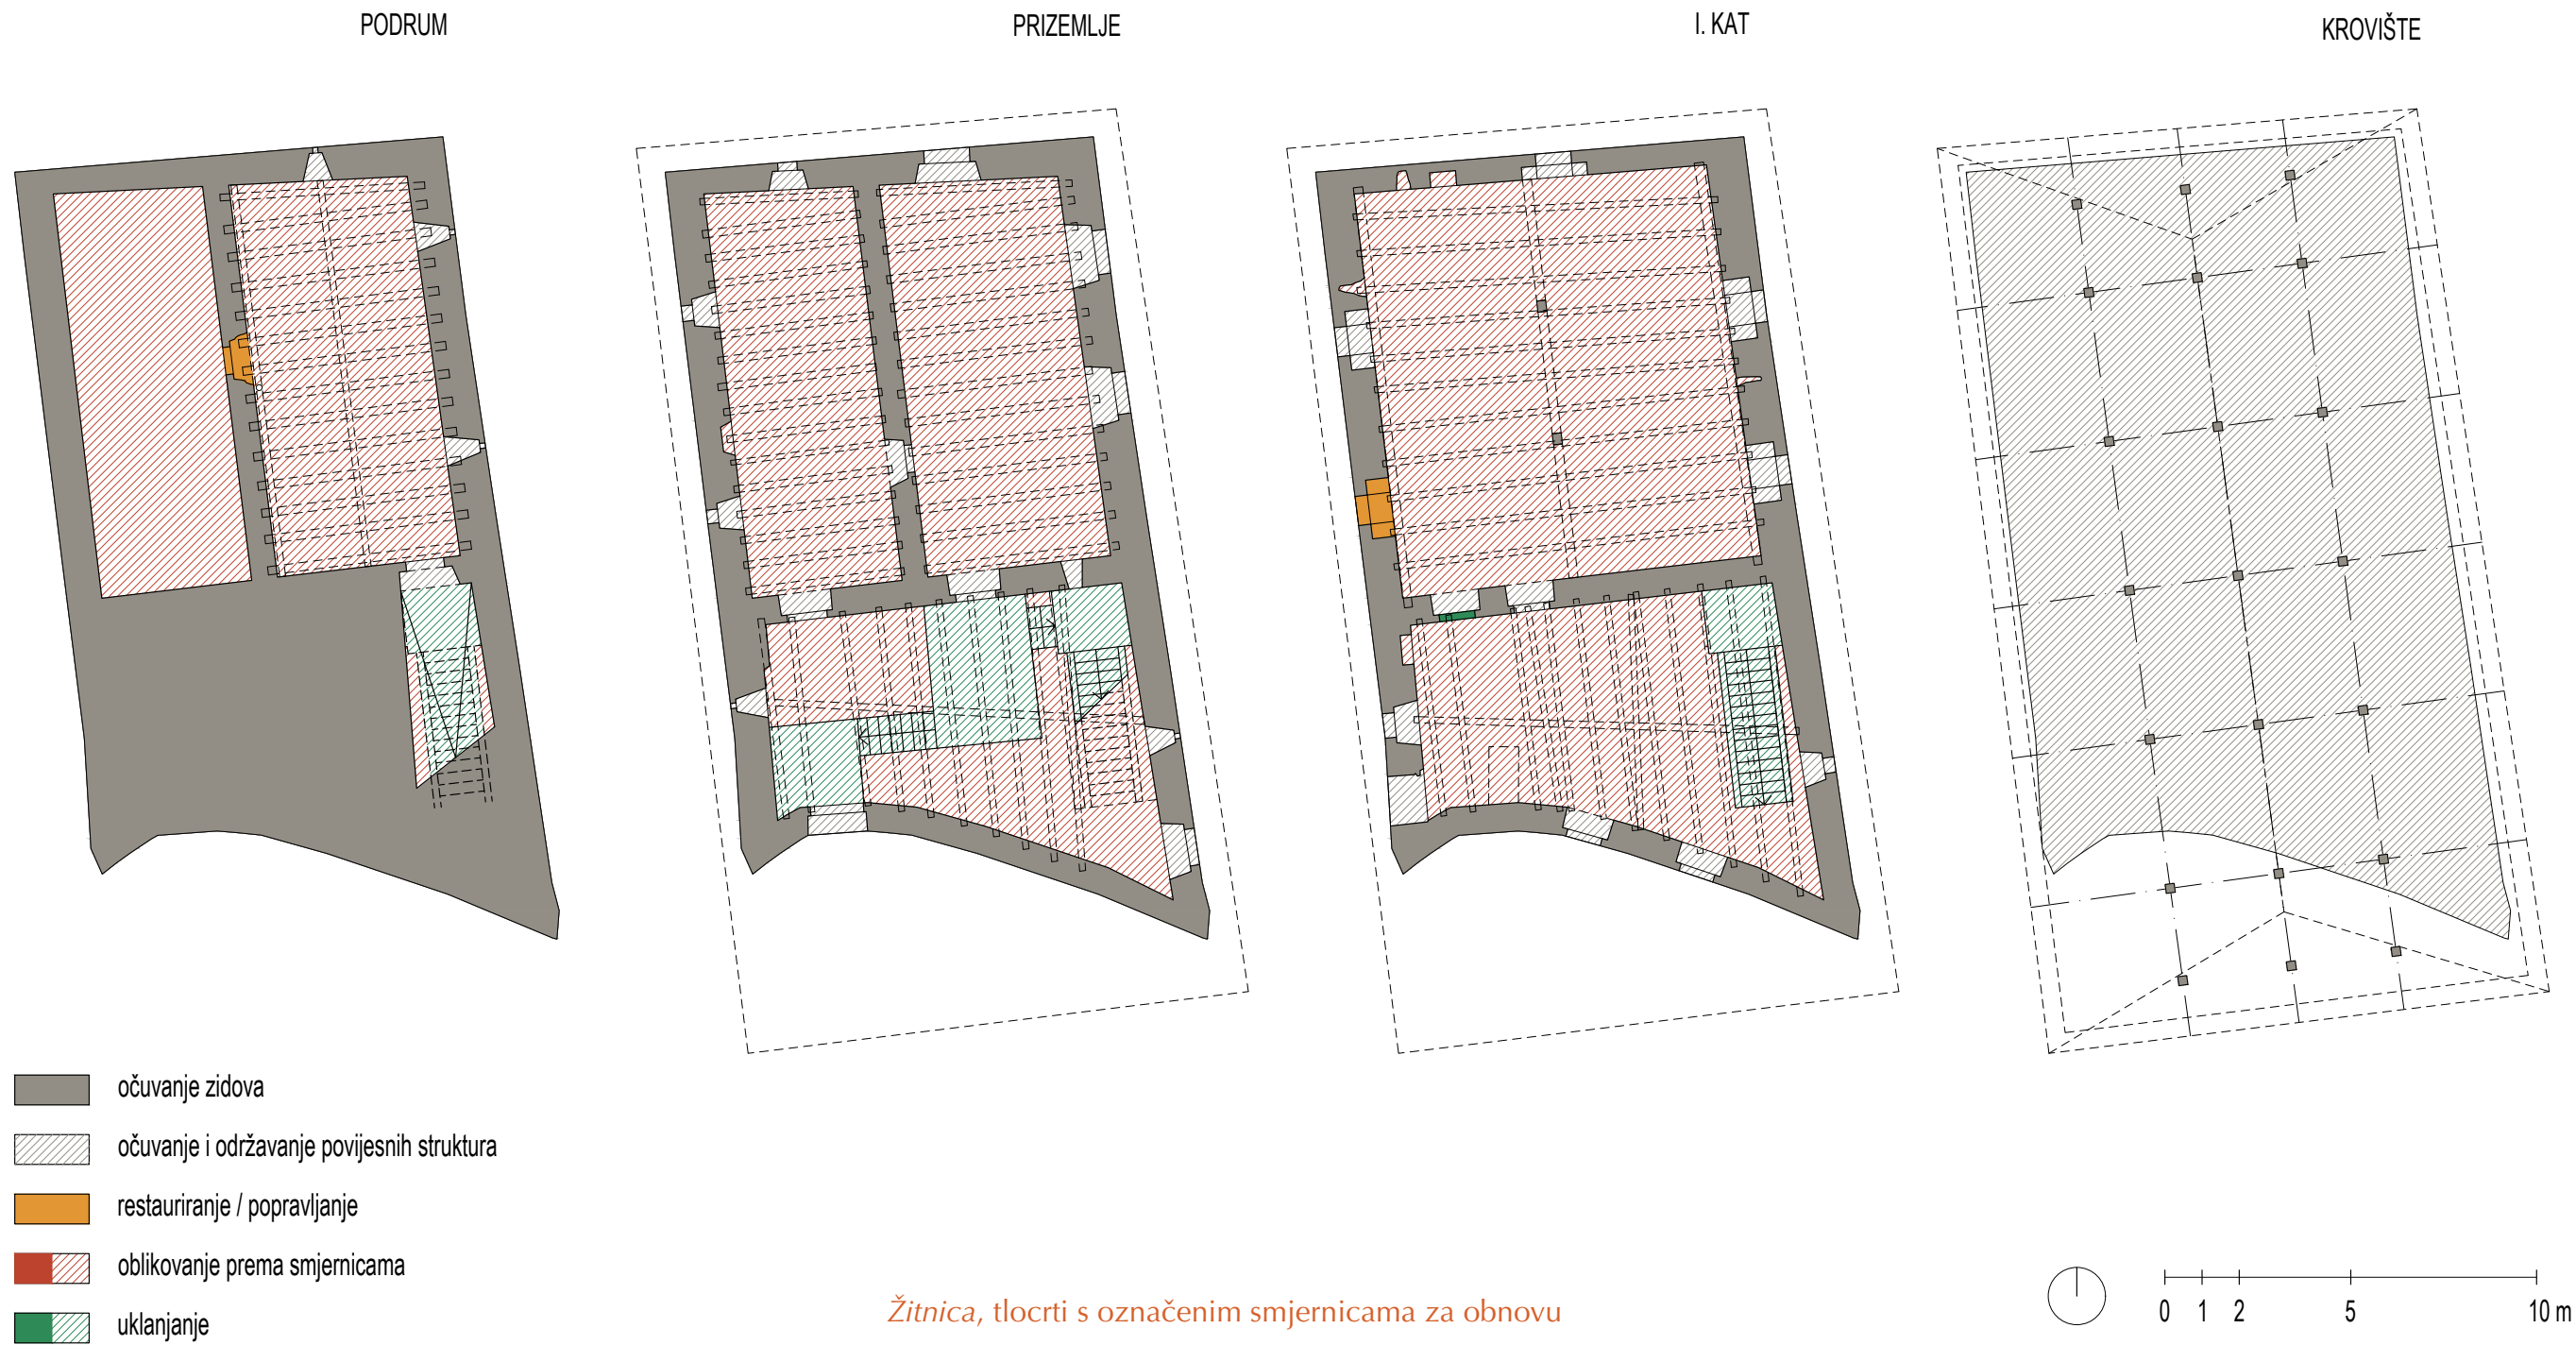 PODRUM
PRIZEMLJE
I. KAT
KROVIŠTE
očuvanje zidova
očuvanje i održavanje povijesnih struktura
restauriranje / popravljanje
oblikovanje prema smjernicama
uklanjanje
Žitnica, tlocrti s označenim smjernicama za obnovu
0 1 2 5 10 m